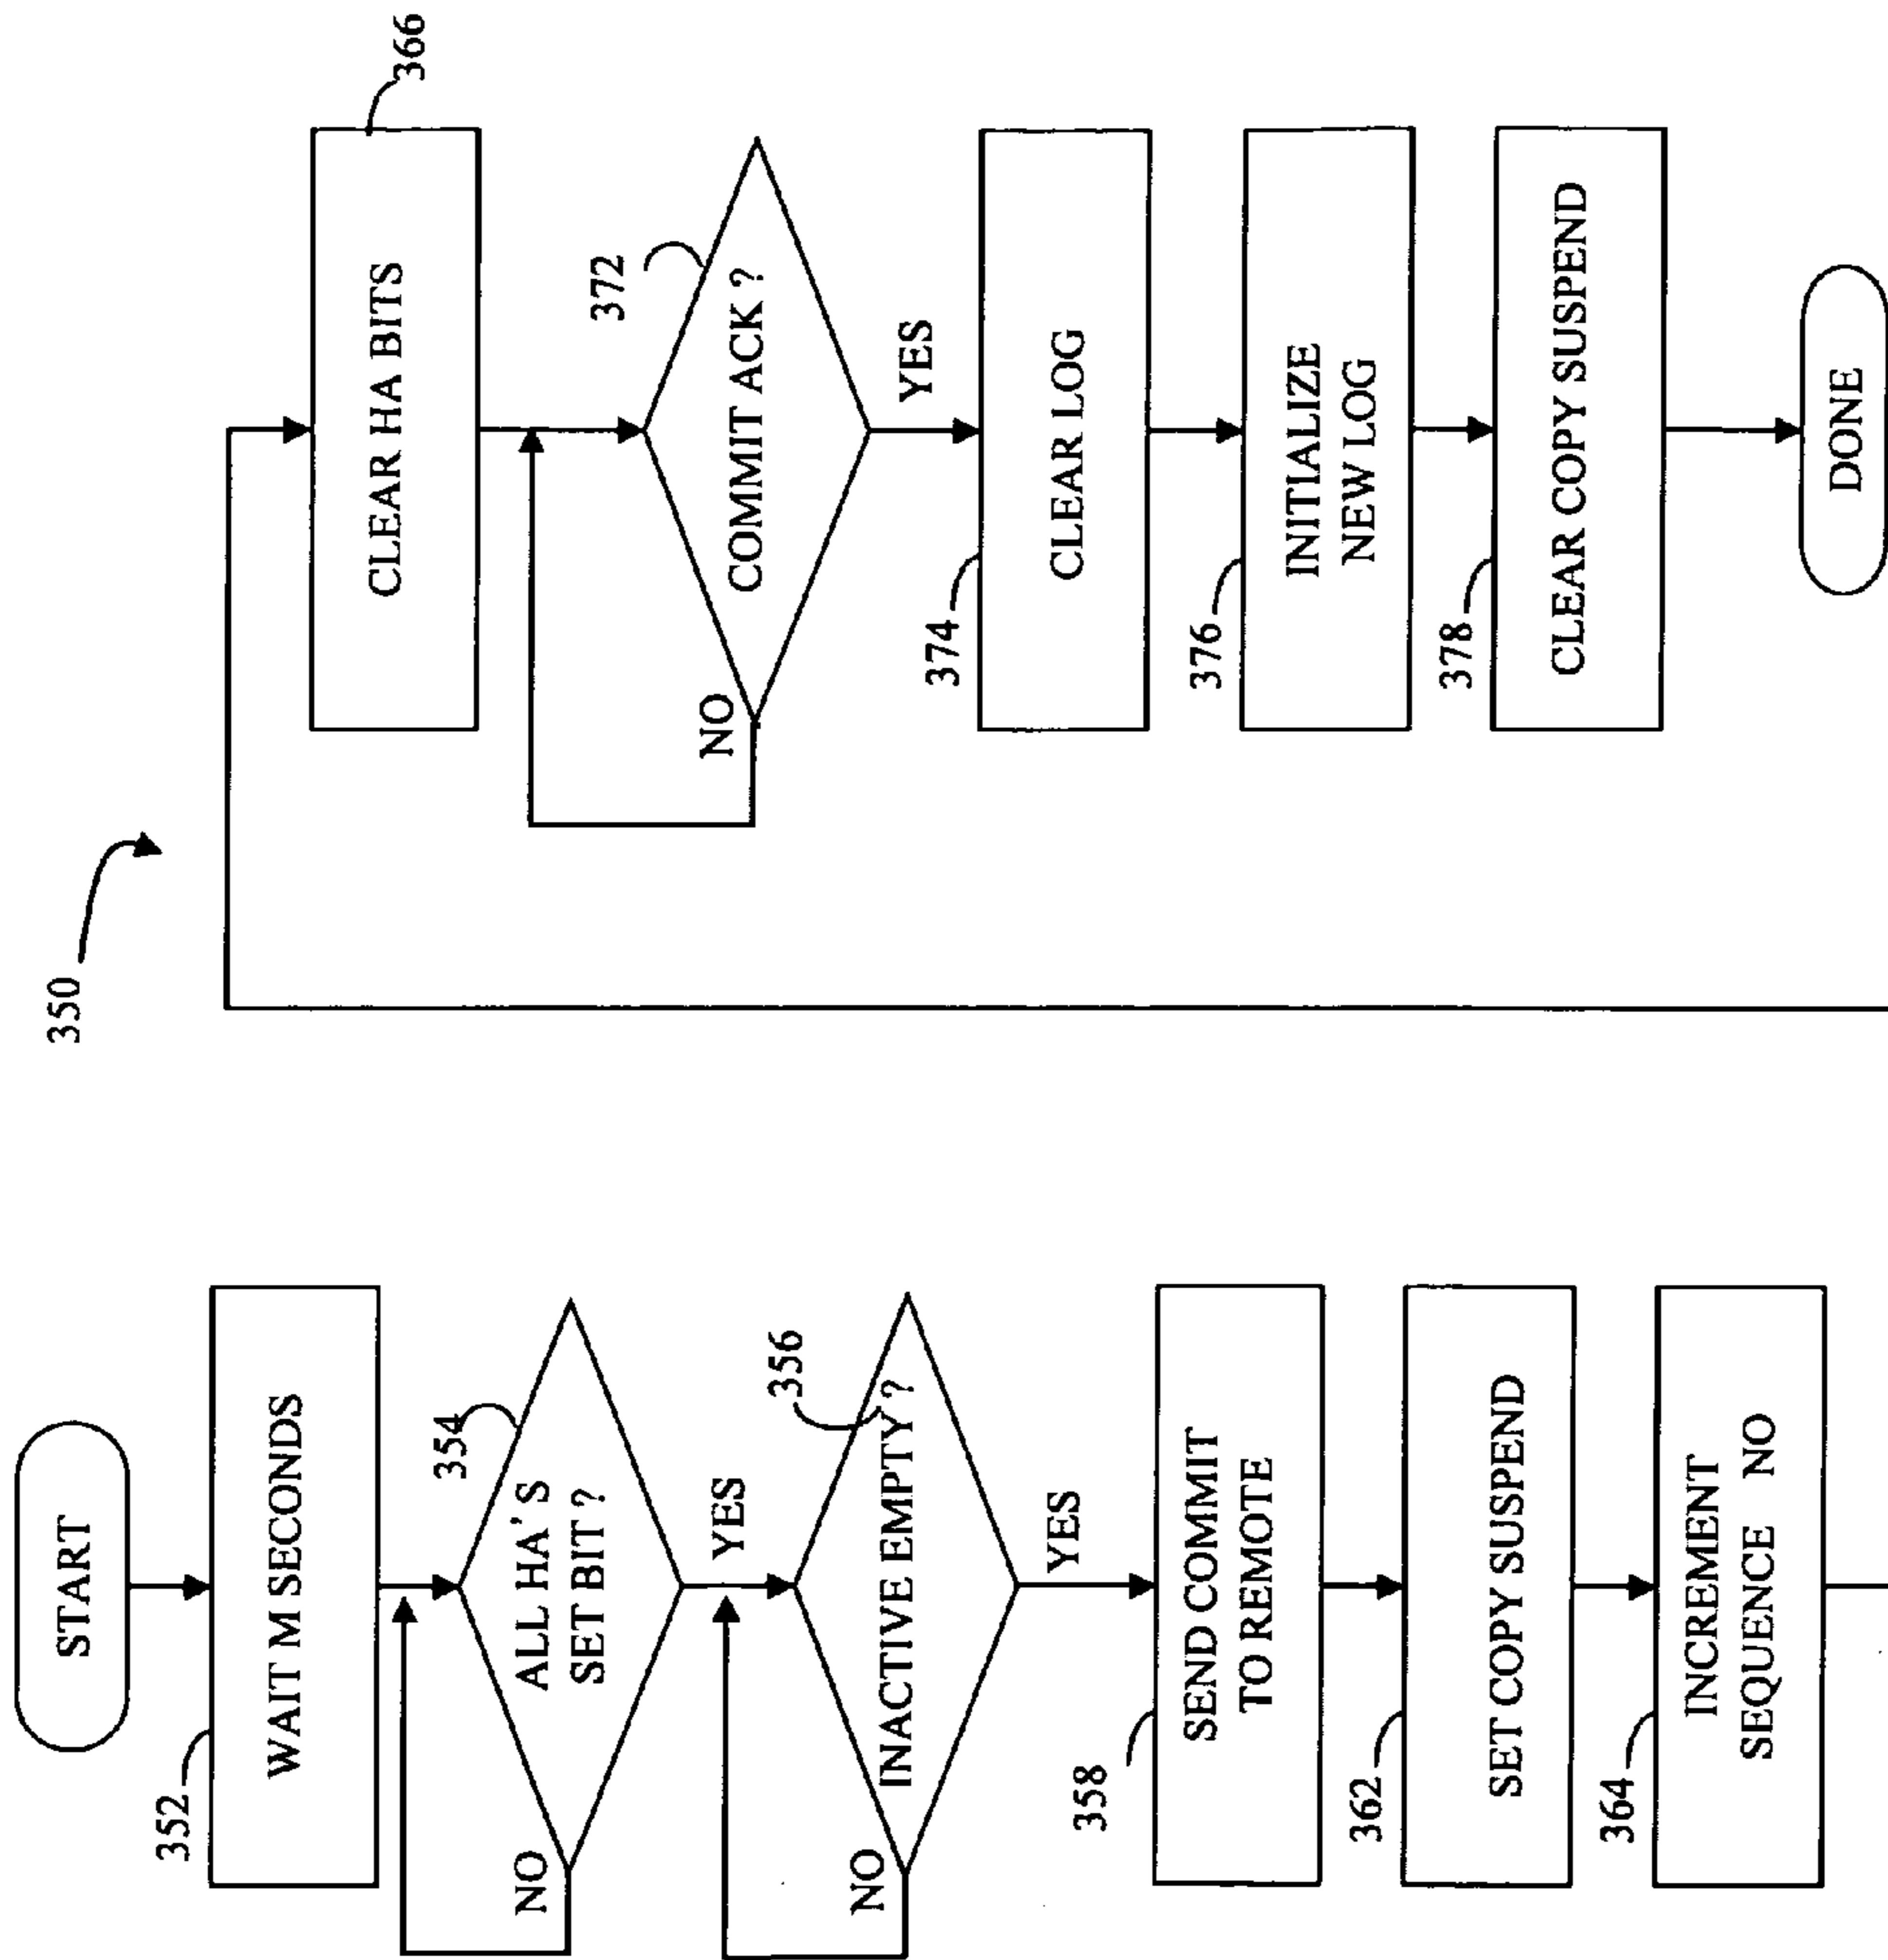 350
START
352
WAIT M SECONDS
354
ALL HA'S
SET BIT ?
NO
YES
356
INACTIVE EMPTY ?
NO
YES
358
SEND COMMIT
TO REMOTE
362
SET COPY SUSPEND
364
INCREMENT
SEQUENCE NO
366
CLEAR HA BITS
372
COMMIT ACK ?
NO
YES
374
CLEAR LOG
376
INITIALIZE
NEW LOG
378
CLEAR COPY SUSPEND
DONE